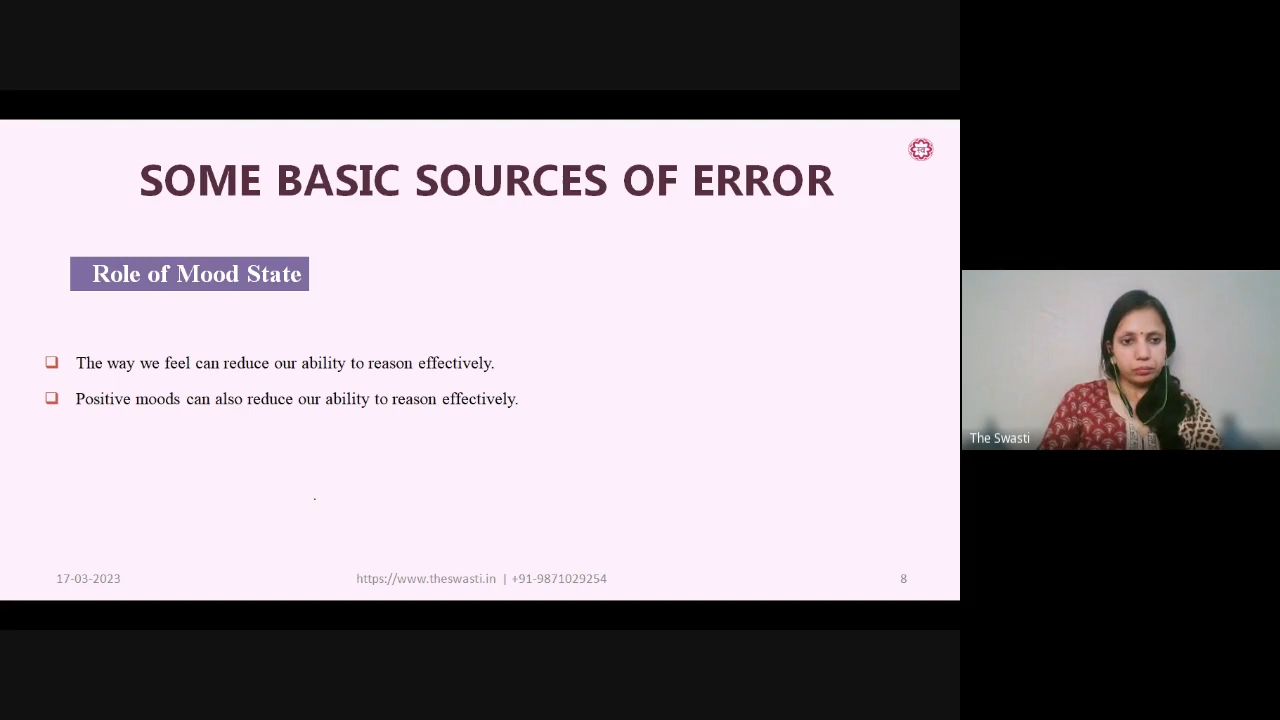 SOME BASIC SOURCES OF ERROR
Role of Mood State
The way we feel can reduce our ability to reason effectively.
Positive moods can also reduce our ability to reason effectively.
.
17-03-2023
https://www.theswasti.in | +91-9871029254
8
The Swasti